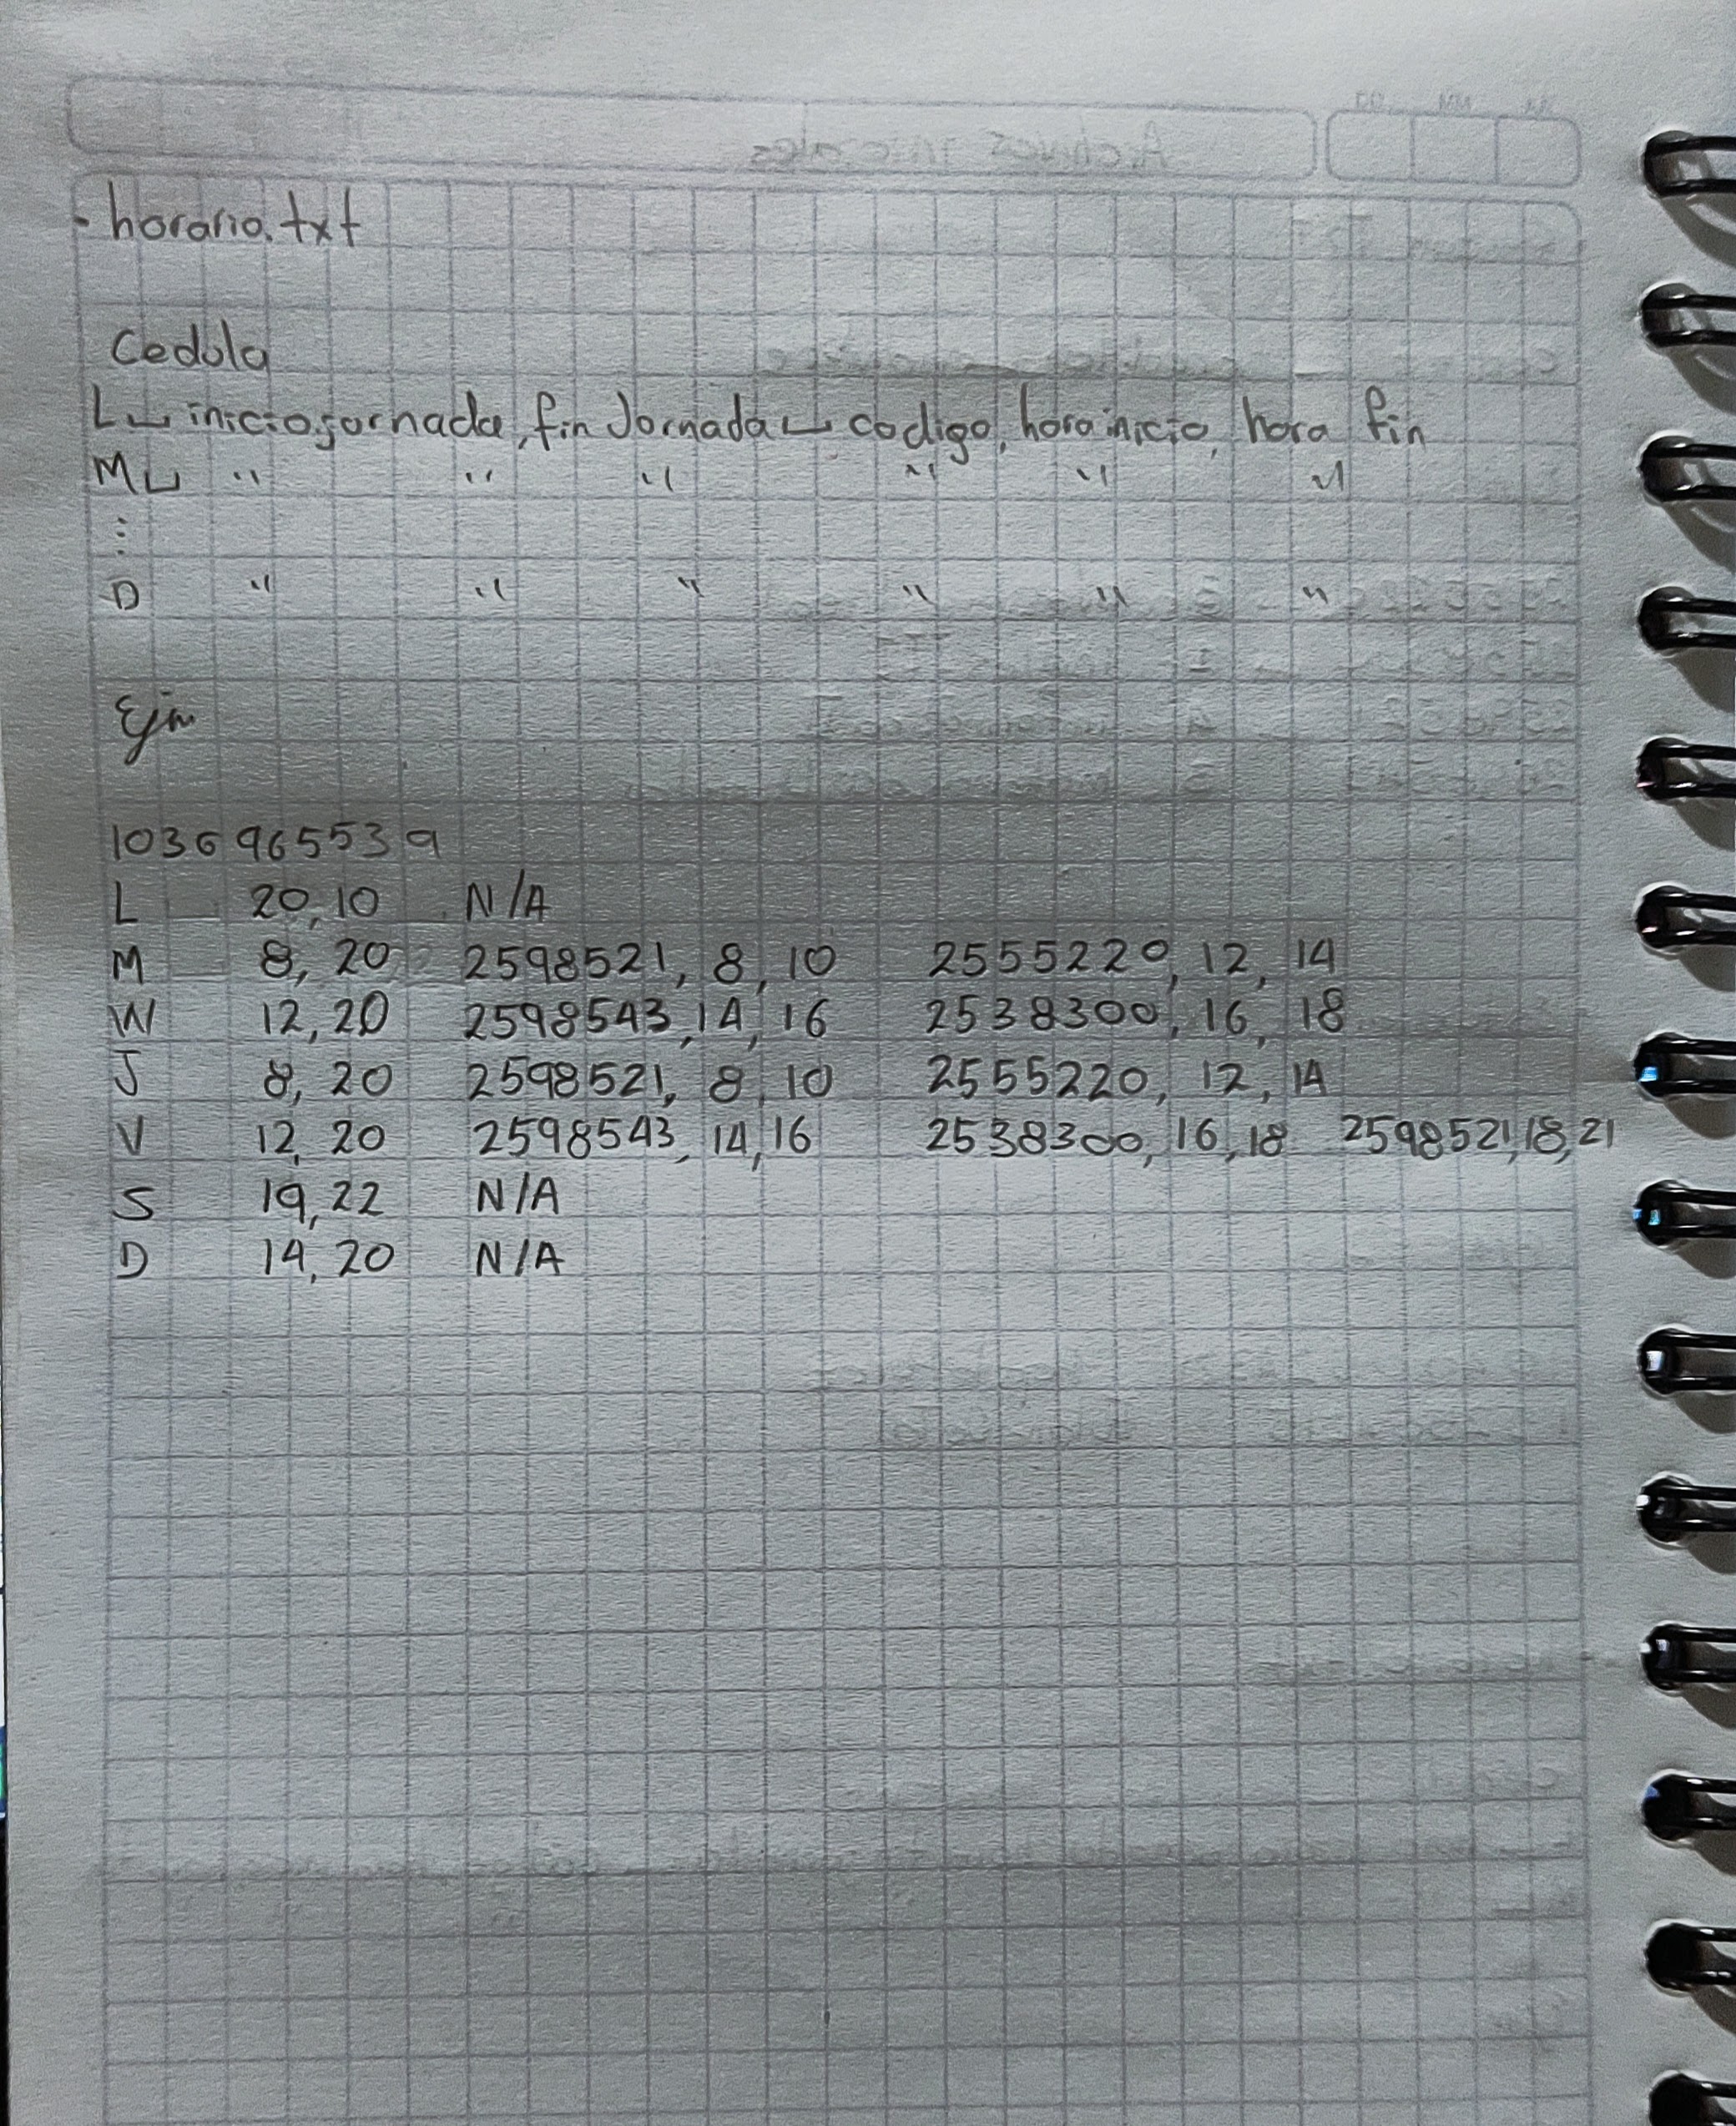 - horario.txt
Cedula
L␣ iniciojornada, fin Jornada␣ codigo, hora inicio, hora fin
M␣ " " " " " "
⋮
D " " " " " "
Ejm
1036965539
L 20,10 N/A
M 8, 20 2598521, 8, 10 2555220, 12, 14
W 12,20 2598543,14, 16 2538300, 16, 18
J 8, 20 2598521, 8, 10 2555220, 12, 14
V 12, 20 2598543, 14,16 2538300, 16,18 2598521,18,21
S 19,22 N/A
D 14, 20 N/A